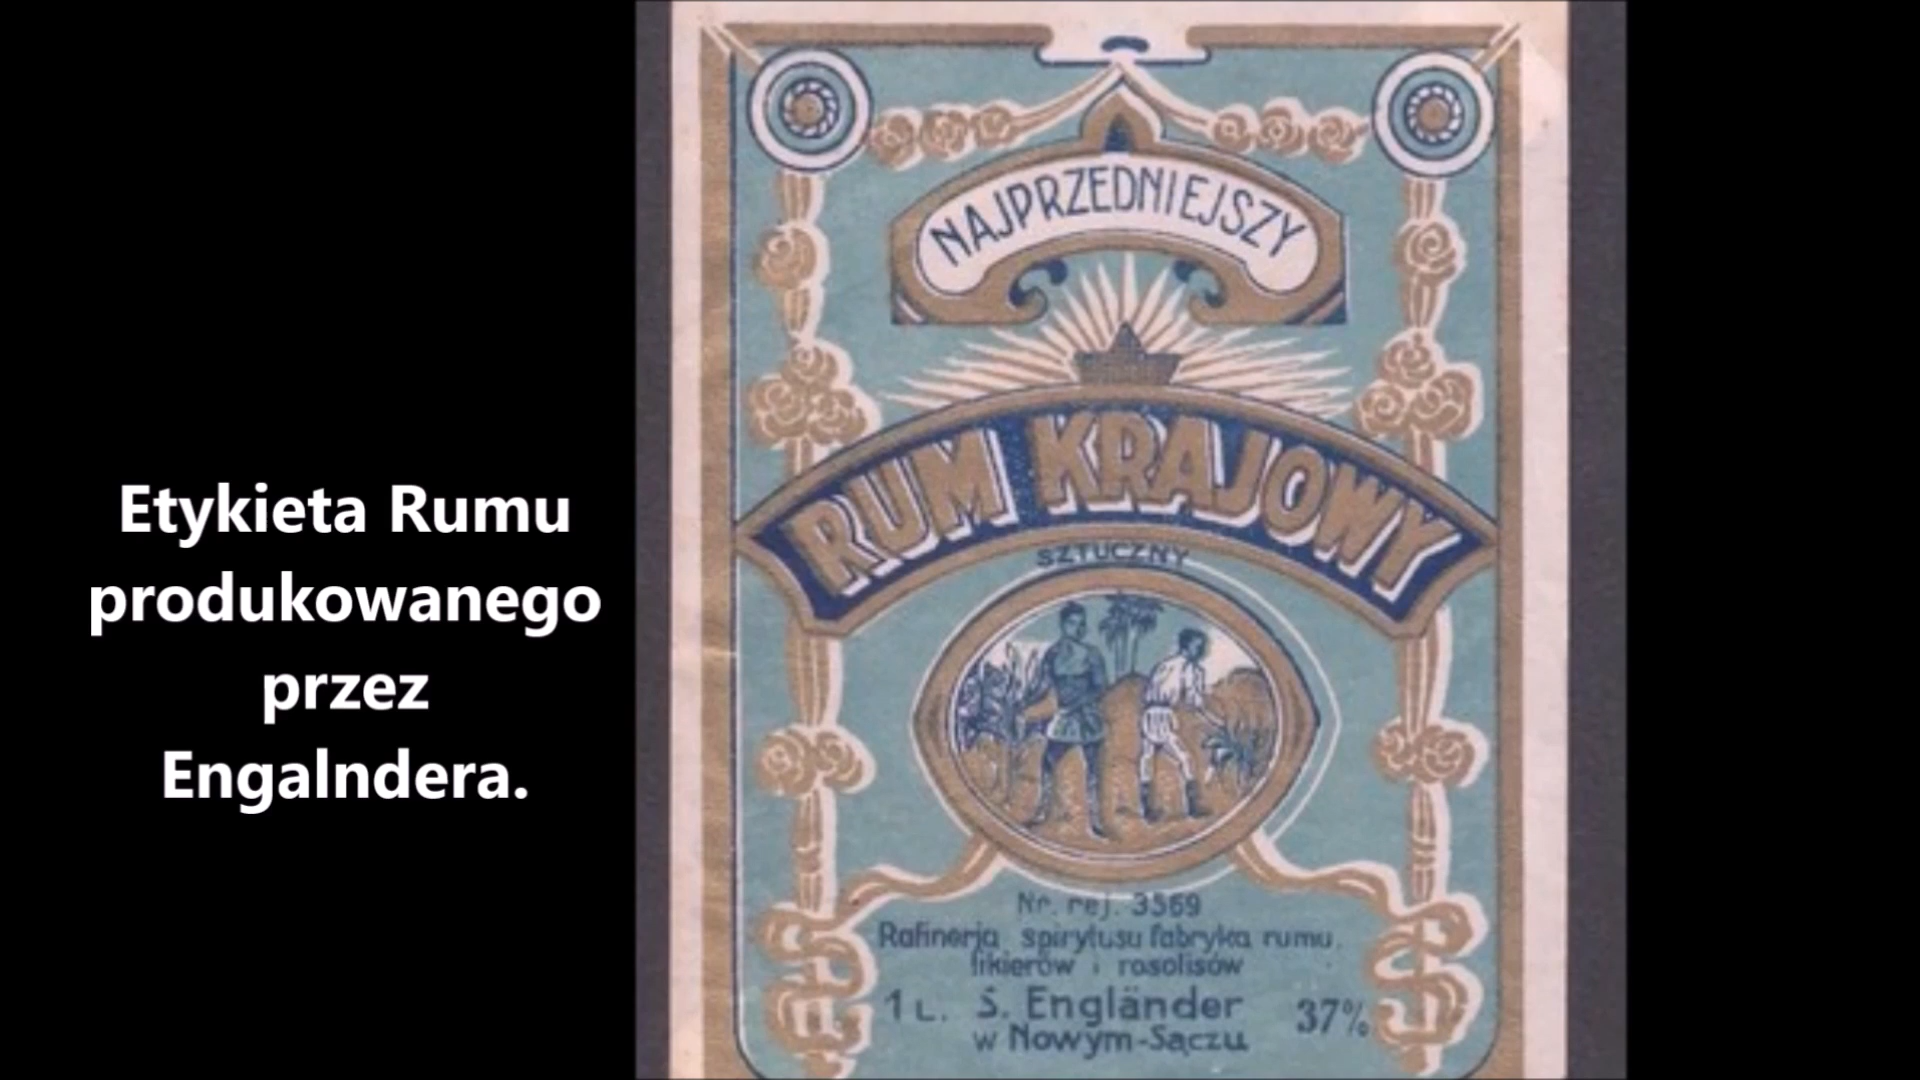 Etykieta Rumu
produkowanego
przez
Engalndera.
NAJPRZEDNIEJSZY
RUM KRAJOWY
SZTUCZNY
Nr. rej. 3569
Rafinerja spirytusu fabryka rumu,
likierów i rosolisów
1 L. S. Engländer 37%
w Nowym-Sączu